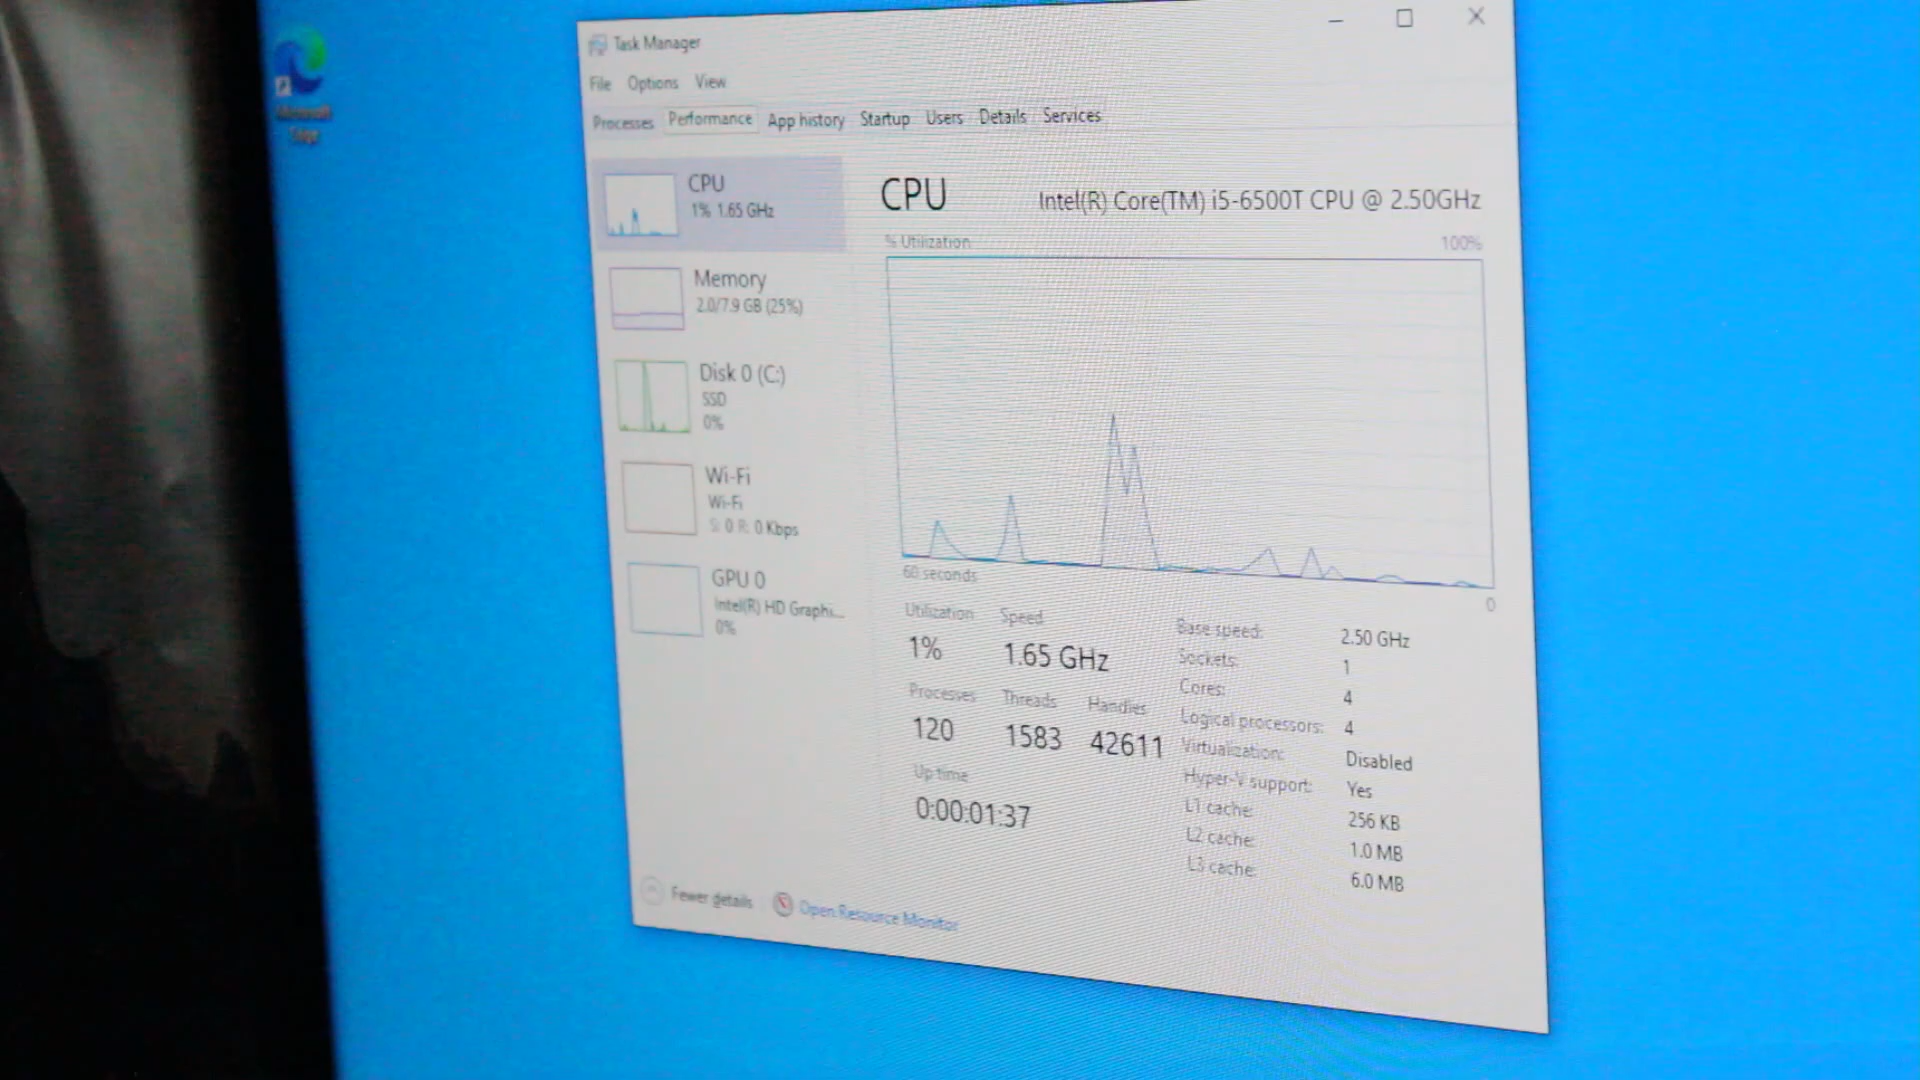 Microsoft
Edge
Task Manager
File Options View
Processes Performance App history Startup Users Details Services
CPU
1% 1.65 GHz
Memory
2.0/7.9 GB (25%)
Disk 0 (C:)
SSD
0%
Wi-Fi
Wi-Fi
S: 0 R: 0 Kbps
GPU 0
Intel(R) HD Graphi...
0%
CPU
Intel(R) Core(TM) i5-6500T CPU @ 2.50GHz
% Utilization
100%
60 seconds
0
Utilization Speed
1% 1.65 GHz
Processes Threads Handles
120 1583 42611
Up time
0:00:01:37
Base speed: 2.50 GHz
Sockets: 1
Cores: 4
Logical processors: 4
Virtualization: Disabled
Hyper-V support: Yes
L1 cache: 256 KB
L2 cache: 1.0 MB
L3 cache: 6.0 MB
Fewer details
Open Resource Monitor